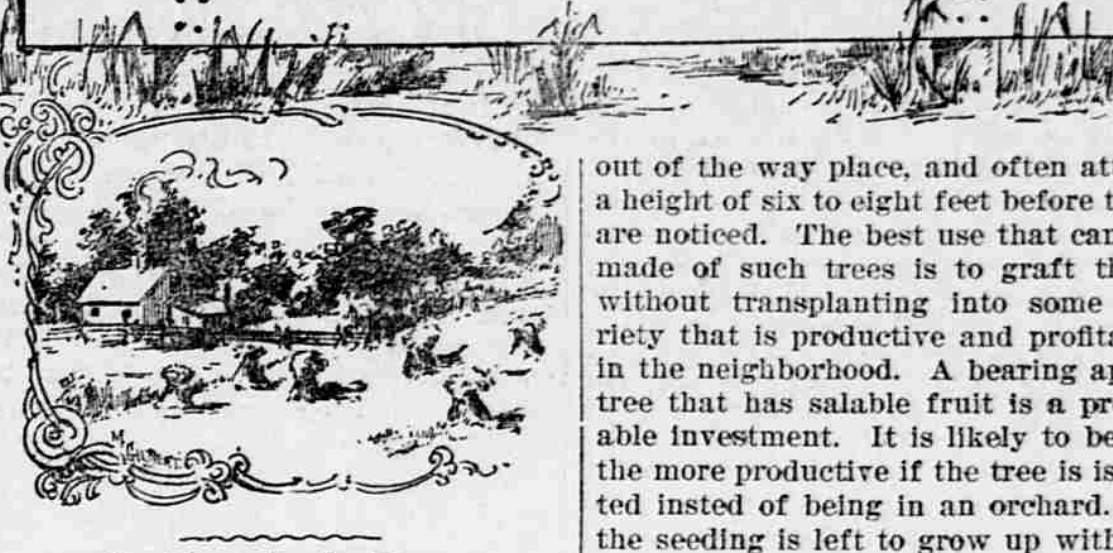 M. GILBERT.
out of the way place, and often at
a height of six to eight feet before t
are noticed. The best use that can
made of such trees is to graft th
without transplanting into some
riety that is productive and profita
in the neighborhood. A bearing ap
tree that has salable fruit is a pr
able investment. It is likely to be
the more productive if the tree is is
ted insted of being in an orchard.
the seeding is left to grow up with